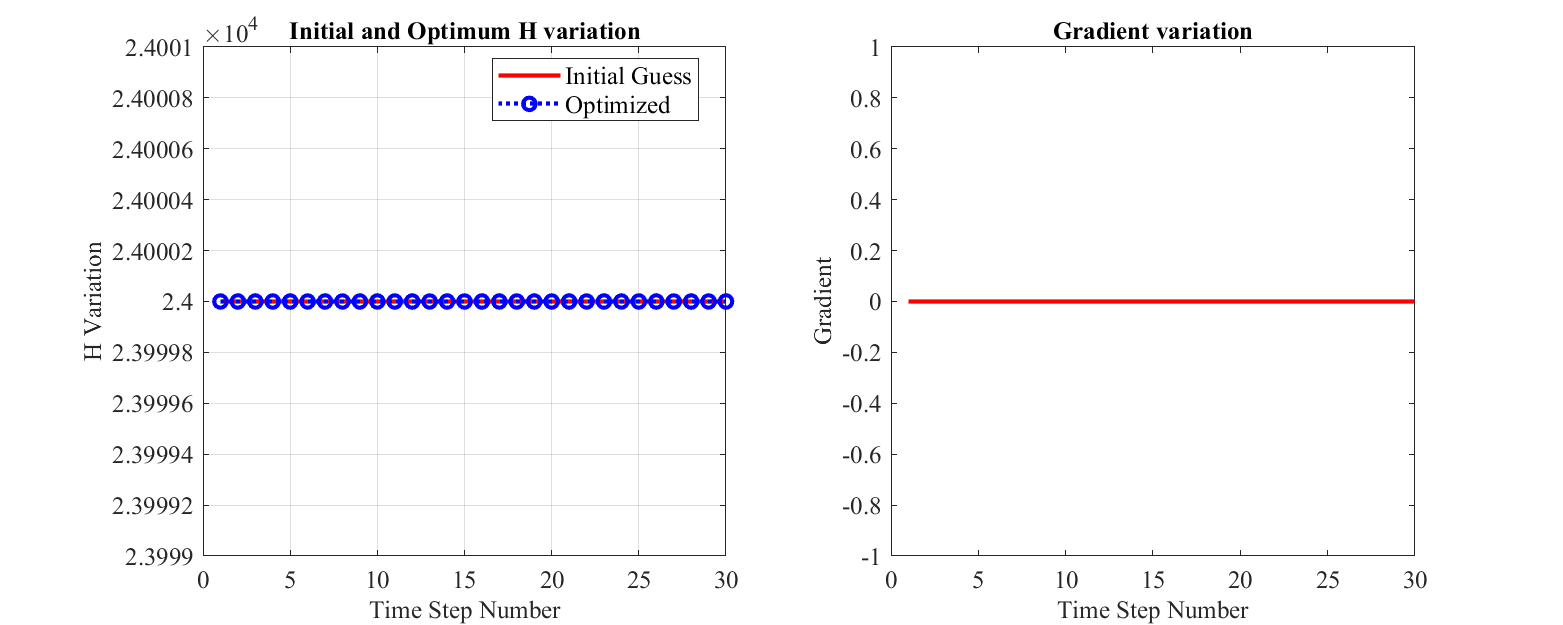 ×10⁴
Initial and Optimum H variation
2.4001
2.40008
2.40006
2.40004
2.40002
2.4
2.39998
2.39996
2.39994
2.39992
2.3999
H Variation
Initial Guess
Optimized
0 5 10 15 20 25 30
Time Step Number
Gradient variation
1
0.8
0.6
0.4
0.2
0
-0.2
-0.4
-0.6
-0.8
-1
Gradient
0 5 10 15 20 25 30
Time Step Number